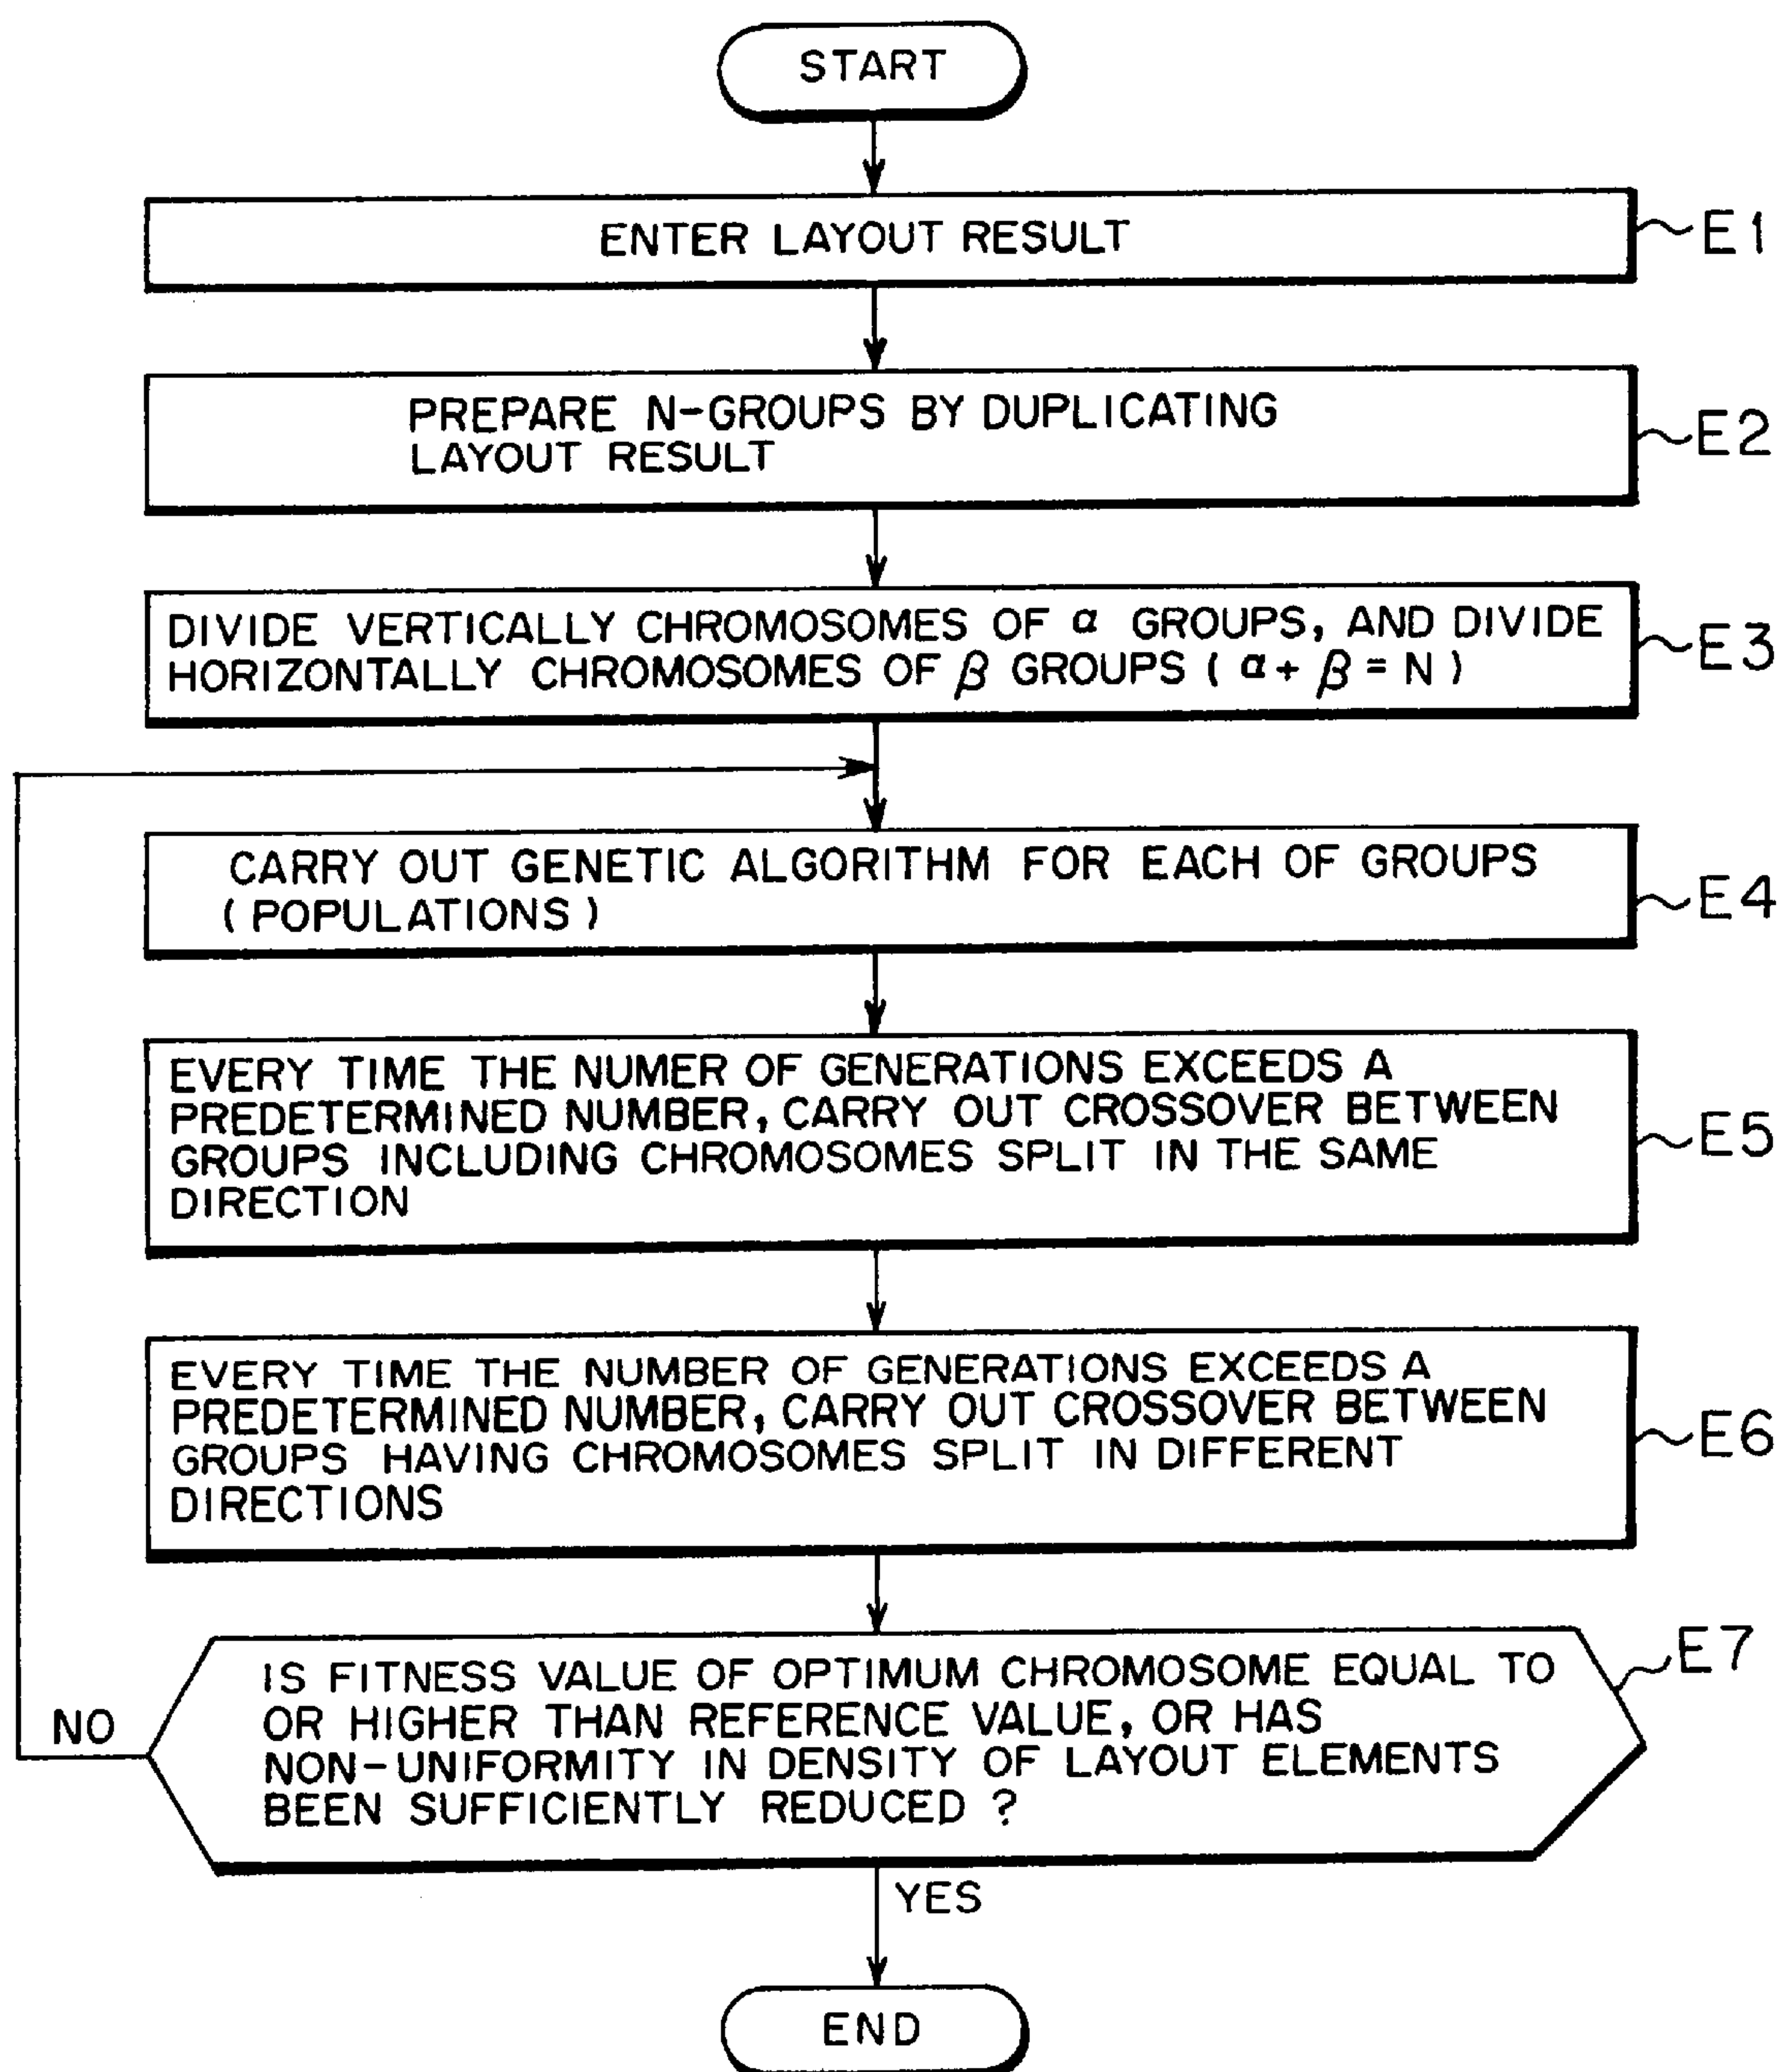 START
ENTER LAYOUT RESULT
E1
PREPARE N-GROUPS BY DUPLICATING
LAYOUT RESULT
E2
DIVIDE VERTICALLY CHROMOSOMES OF α GROUPS, AND DIVIDE
HORIZONTALLY CHROMOSOMES OF β GROUPS ( α + β = N )
E3
CARRY OUT GENETIC ALGORITHM FOR EACH OF GROUPS
( POPULATIONS )
E4
EVERY TIME THE NUMER OF GENERATIONS EXCEEDS A
PREDETERMINED NUMBER, CARRY OUT CROSSOVER BETWEEN
GROUPS INCLUDING CHROMOSOMES SPLIT IN THE SAME
DIRECTION
E5
EVERY TIME THE NUMBER OF GENERATIONS EXCEEDS A
PREDETERMINED NUMBER, CARRY OUT CROSSOVER BETWEEN
GROUPS HAVING CHROMOSOMES SPLIT IN DIFFERENT
DIRECTIONS
E6
IS FITNESS VALUE OF OPTIMUM CHROMOSOME EQUAL TO
OR HIGHER THAN REFERENCE VALUE, OR HAS
NON-UNIFORMITY IN DENSITY OF LAYOUT ELEMENTS
BEEN SUFFICIENTLY REDUCED ?
E7
NO
YES
END